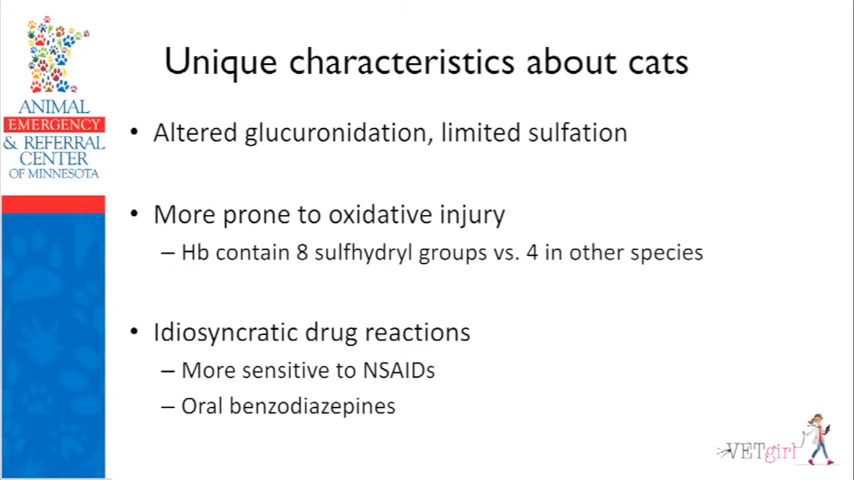 Unique characteristics about cats
ANIMAL
EMERGENCY
& REFERRAL
CENTER
OF MINNESOTA
• Altered glucuronidation, limited sulfation
• More prone to oxidative injury
– Hb contain 8 sulfhydryl groups vs. 4 in other species
• Idiosyncratic drug reactions
– More sensitive to NSAIDs
– Oral benzodiazepines
VETgirl